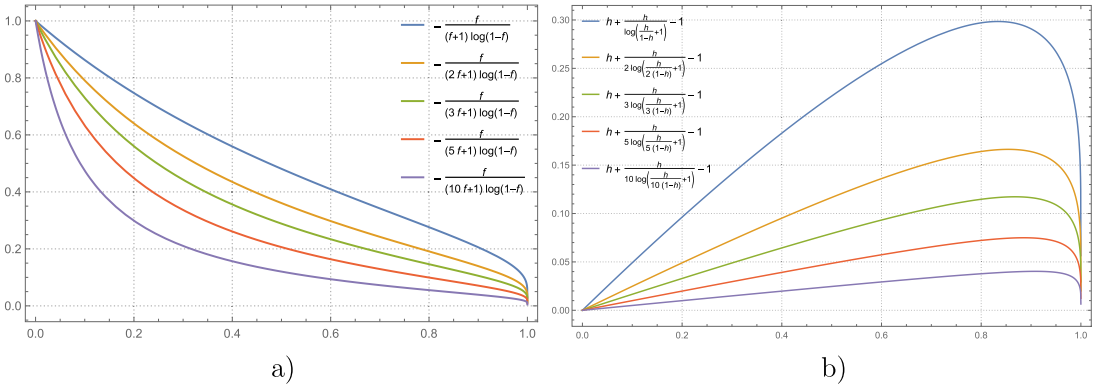 1.0
0.8
0.6
0.4
0.2
0.0
0.0 0.2 0.4 0.6 0.8 1.0
− f / ((f+1) log(1−f))
− f / ((2 f+1) log(1−f))
− f / ((3 f+1) log(1−f))
− f / ((5 f+1) log(1−f))
− f / ((10 f+1) log(1−f))
a)
0.30
0.25
0.20
0.15
0.10
0.05
0.00
0.0 0.2 0.4 0.6 0.8 1.0
h + h / log(h/(1−h) +1) − 1
h + h / (2 log(h/(2 (1−h)) +1)) − 1
h + h / (3 log(h/(3 (1−h)) +1)) − 1
h + h / (5 log(h/(5 (1−h)) +1)) − 1
h + h / (10 log(h/(10 (1−h)) +1)) − 1
b)